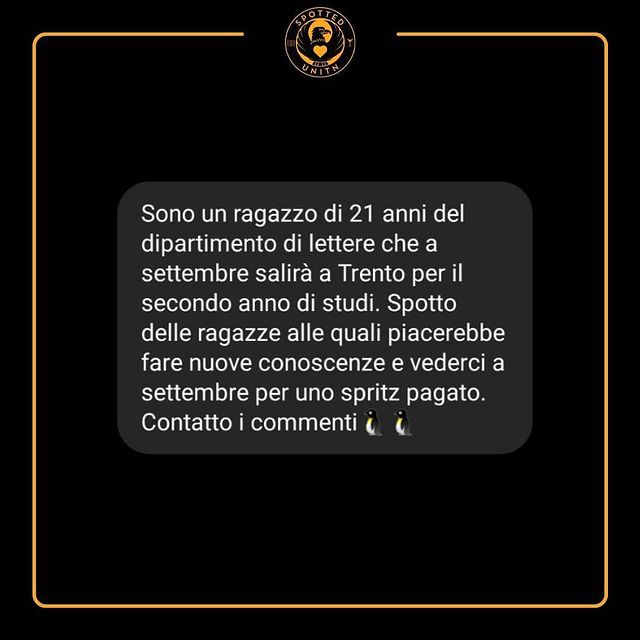 SPOTTED
UNITN
Sono un ragazzo di 21 anni del
dipartimento di lettere che a
settembre salirà a Trento per il
secondo anno di studi. Spotto
delle ragazze alle quali piacerebbe
fare nuove conoscenze e vederci a
settembre per uno spritz pagato.
Contatto i commenti🐧🐧